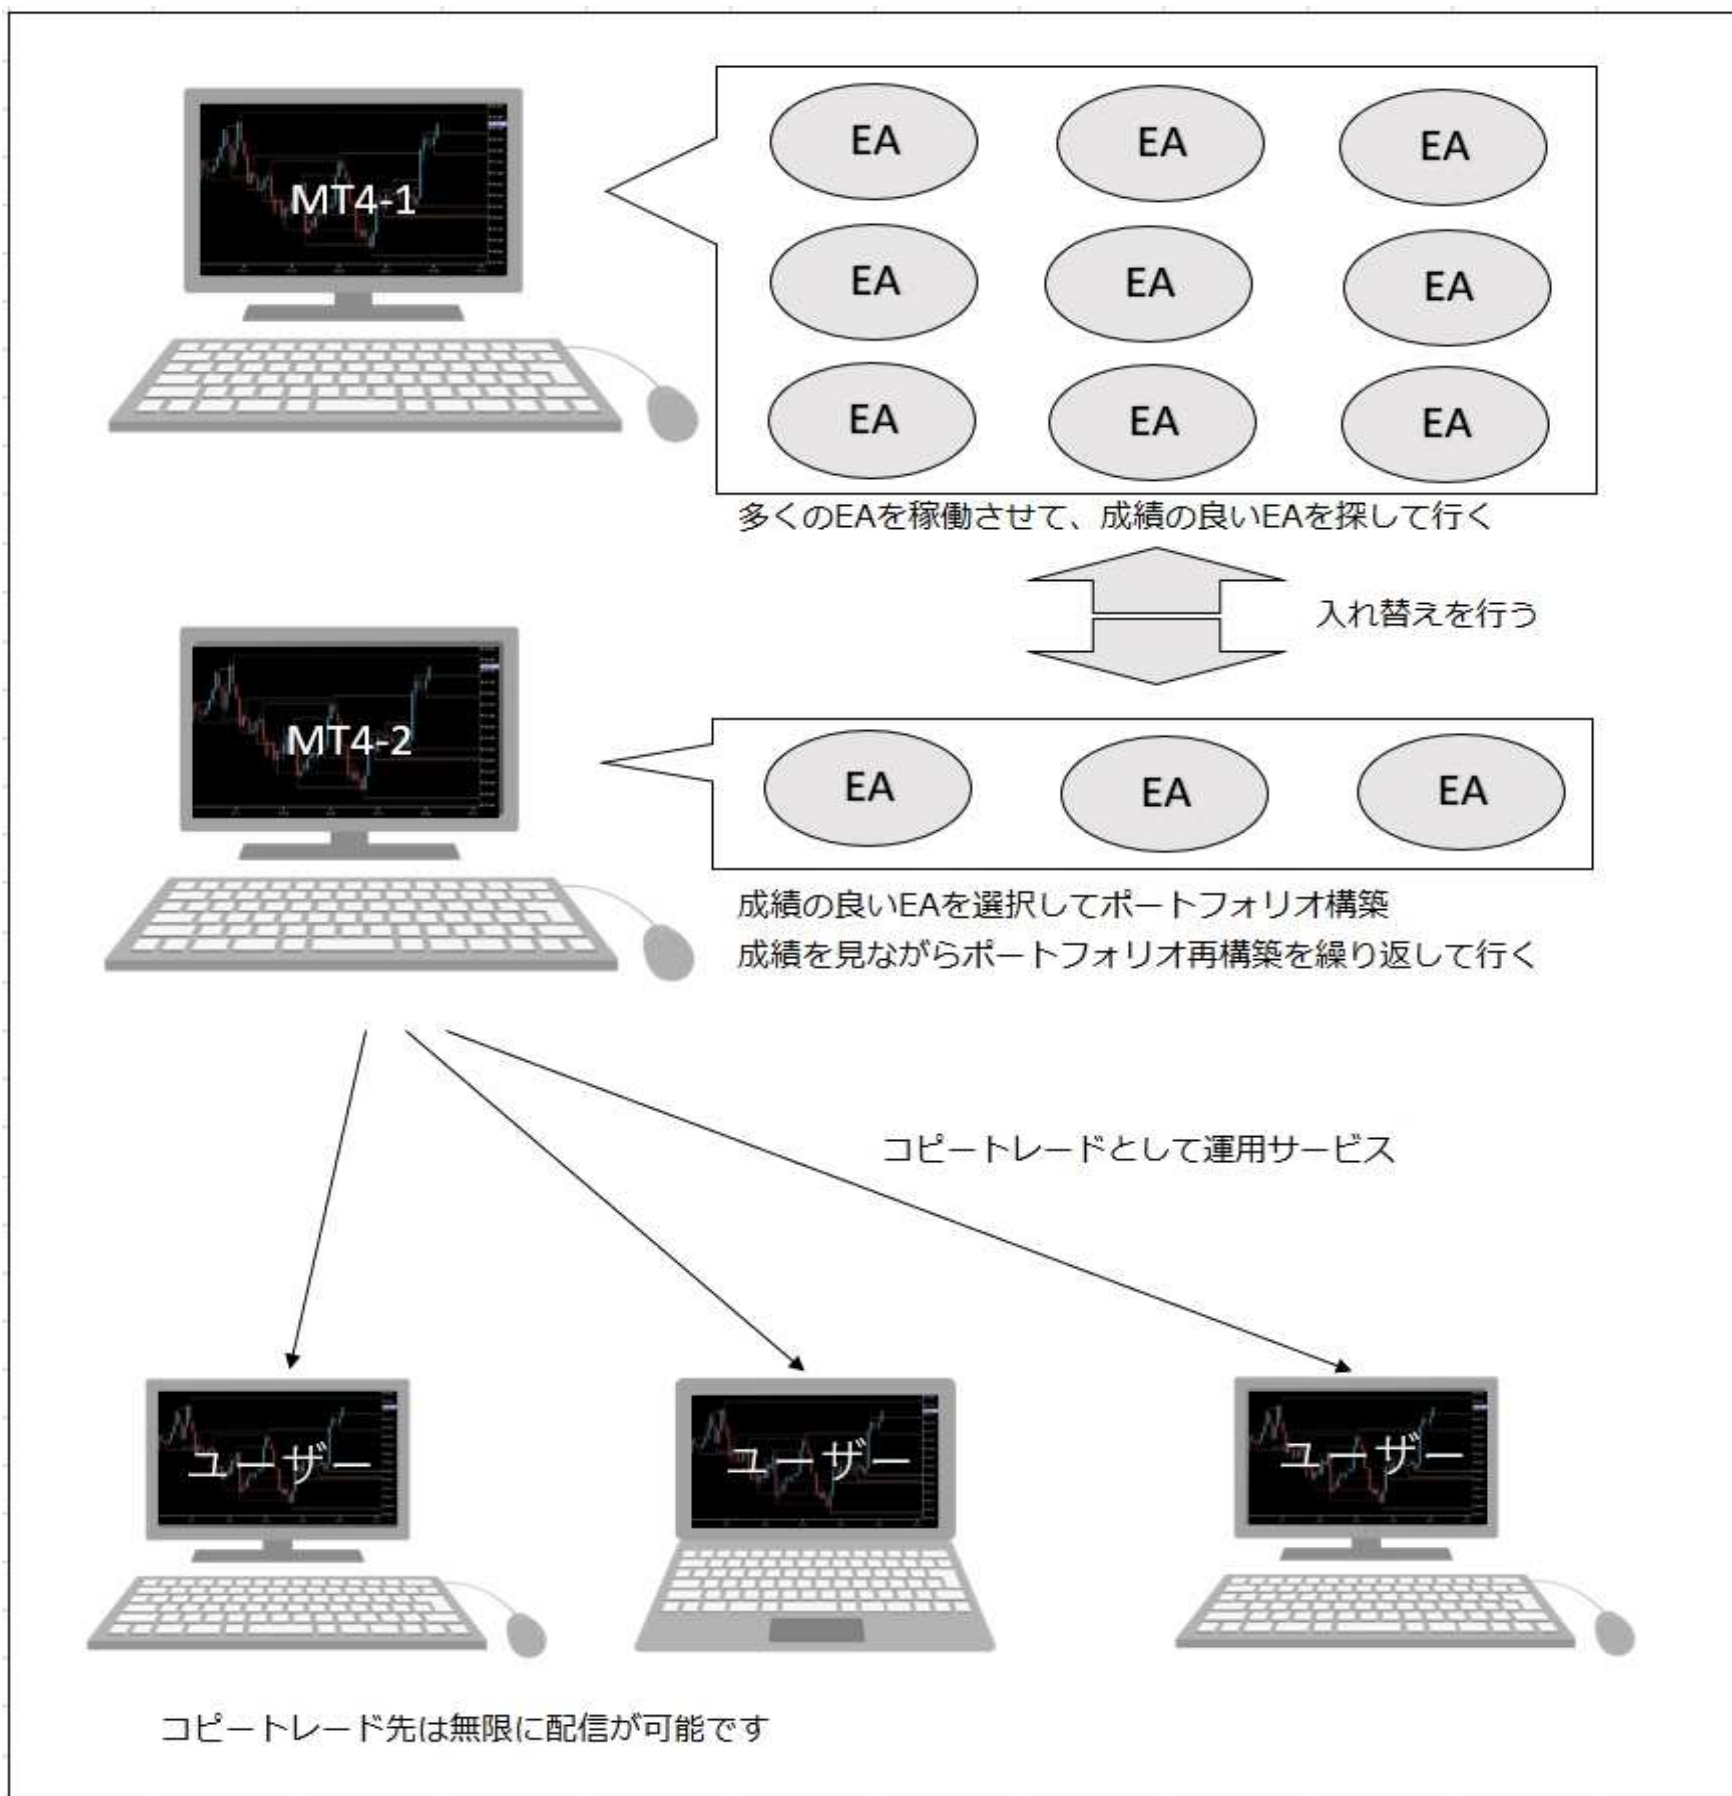 MT4-1
EA EA EA
EA EA EA
EA EA EA
多くのEAを稼働させて、成績の良いEAを探して行く
入れ替えを行う
MT4-2
EA EA EA
成績の良いEAを選択してポートフォリオ構築
成績を見ながらポートフォリオ再構築を繰り返して行く
コピートレードとして運用サービス
ユーザー ユーザー ユーザー
コピートレード先は無限に配信が可能です